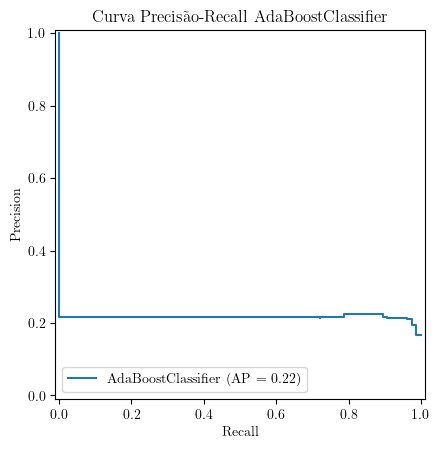 Curva Precisão-Recall AdaBoostClassifier
1.0
0.8
0.6
0.4
0.2
0.0
Precision
AdaBoostClassifier (AP = 0.22)
0.0 0.2 0.4 0.6 0.8 1.0
Recall